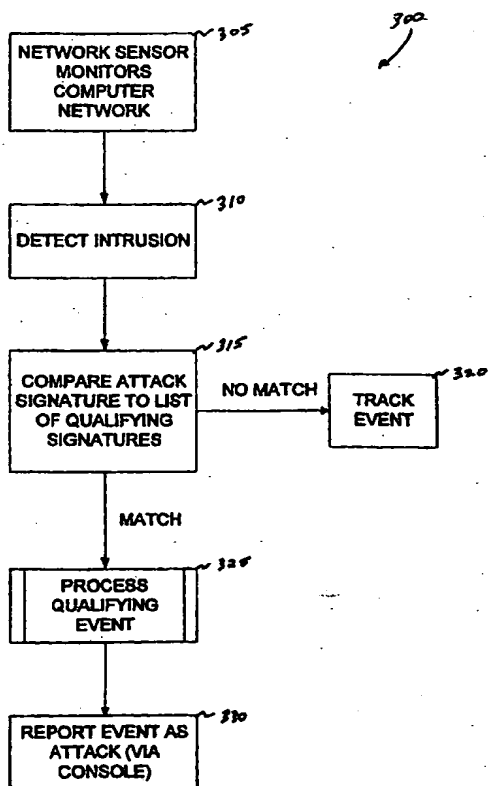 305
300
NETWORK SENSOR
MONITORS
COMPUTER
NETWORK
310
DETECT INTRUSION
315
COMPARE ATTACK
SIGNATURE TO LIST
OF QUALIFYING
SIGNATURES
NO MATCH
320
TRACK
EVENT
MATCH
325
PROCESS
QUALIFYING
EVENT
330
REPORT EVENT AS
ATTACK (VIA
CONSOLE)